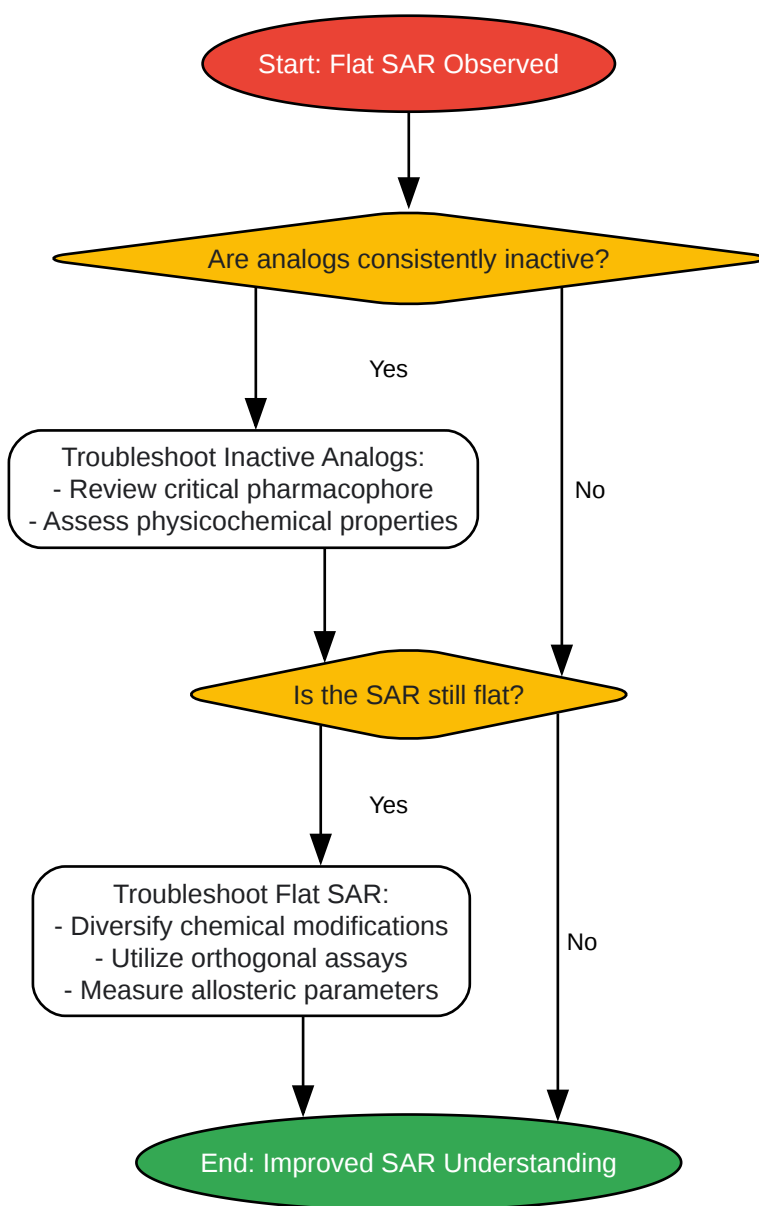 Start: Flat SAR Observed
Are analogs consistently inactive?
Yes
Troubleshoot Inactive Analogs:
- Review critical pharmacophore
- Assess physicochemical properties
No
Is the SAR still flat?
Yes
Troubleshoot Flat SAR:
- Diversify chemical modifications
- Utilize orthogonal assays
- Measure allosteric parameters
No
End: Improved SAR Understanding